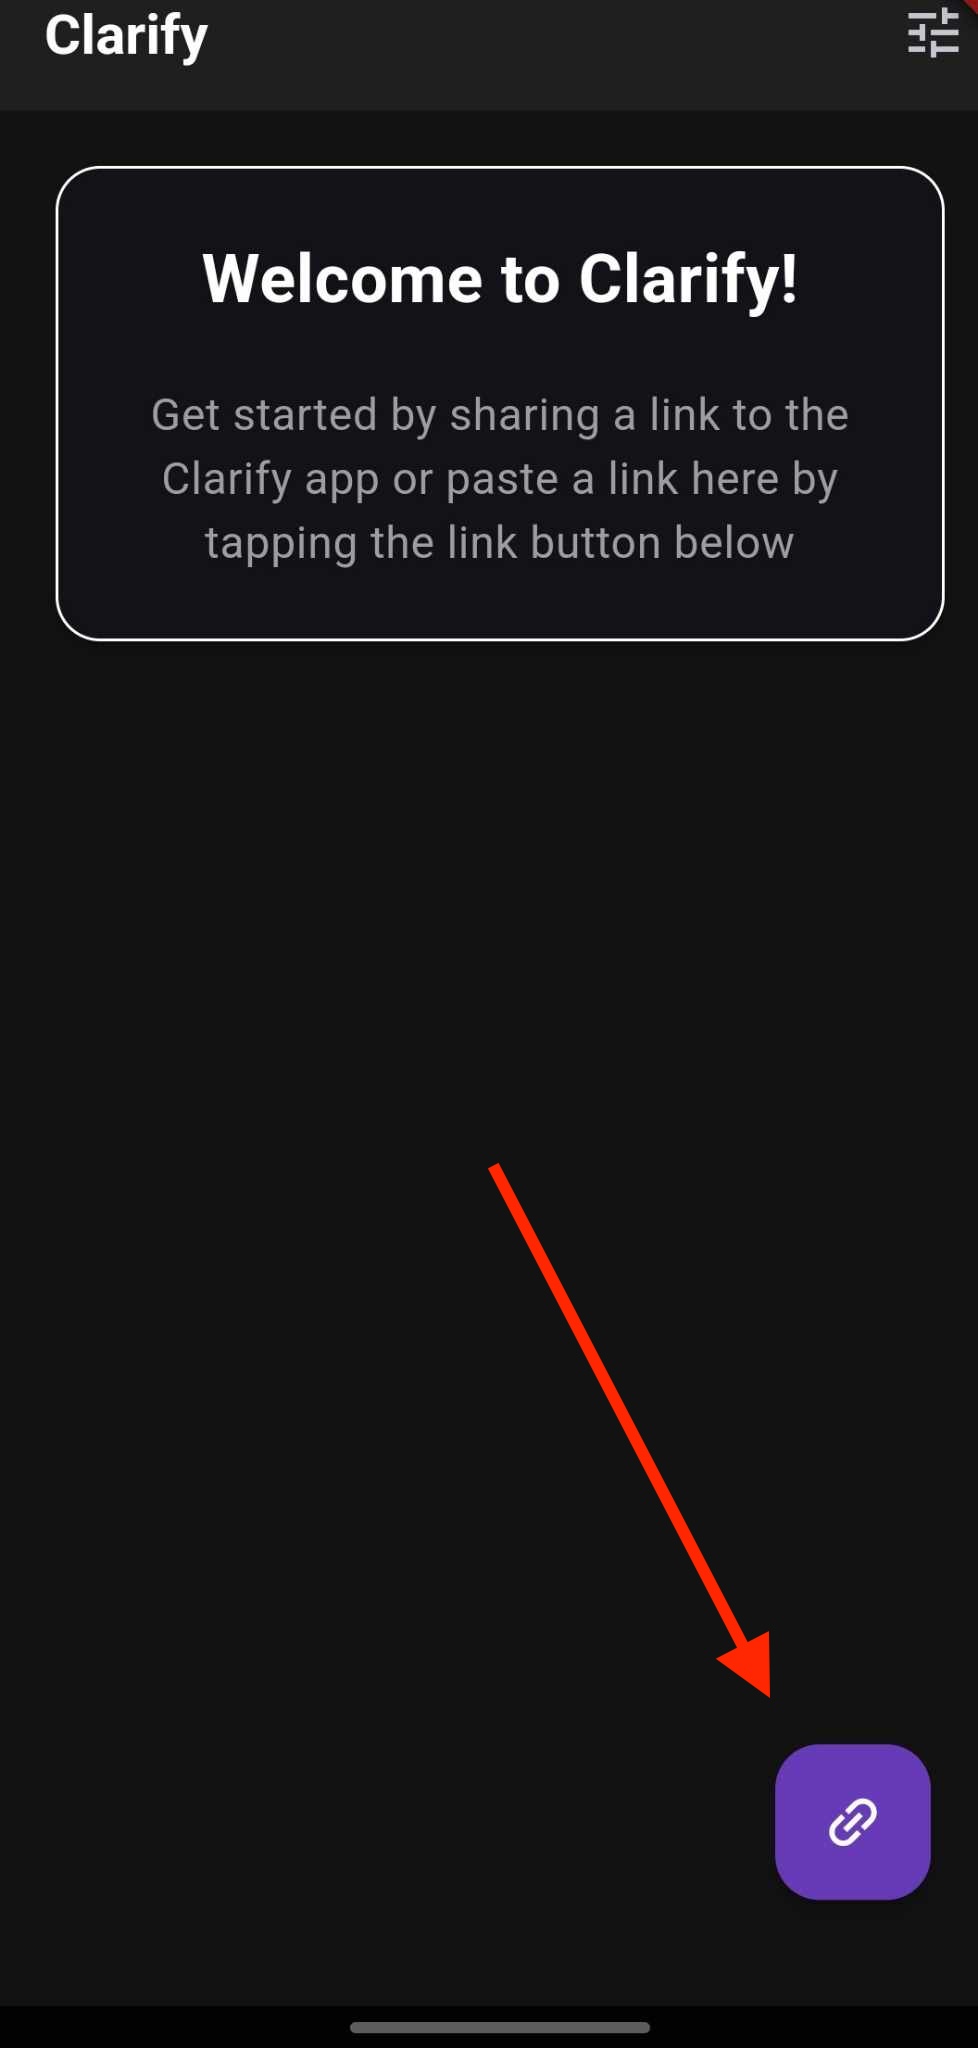 Clarify
Welcome to Clarify!
Get started by sharing a link to the
Clarify app or paste a link here by
tapping the link button below